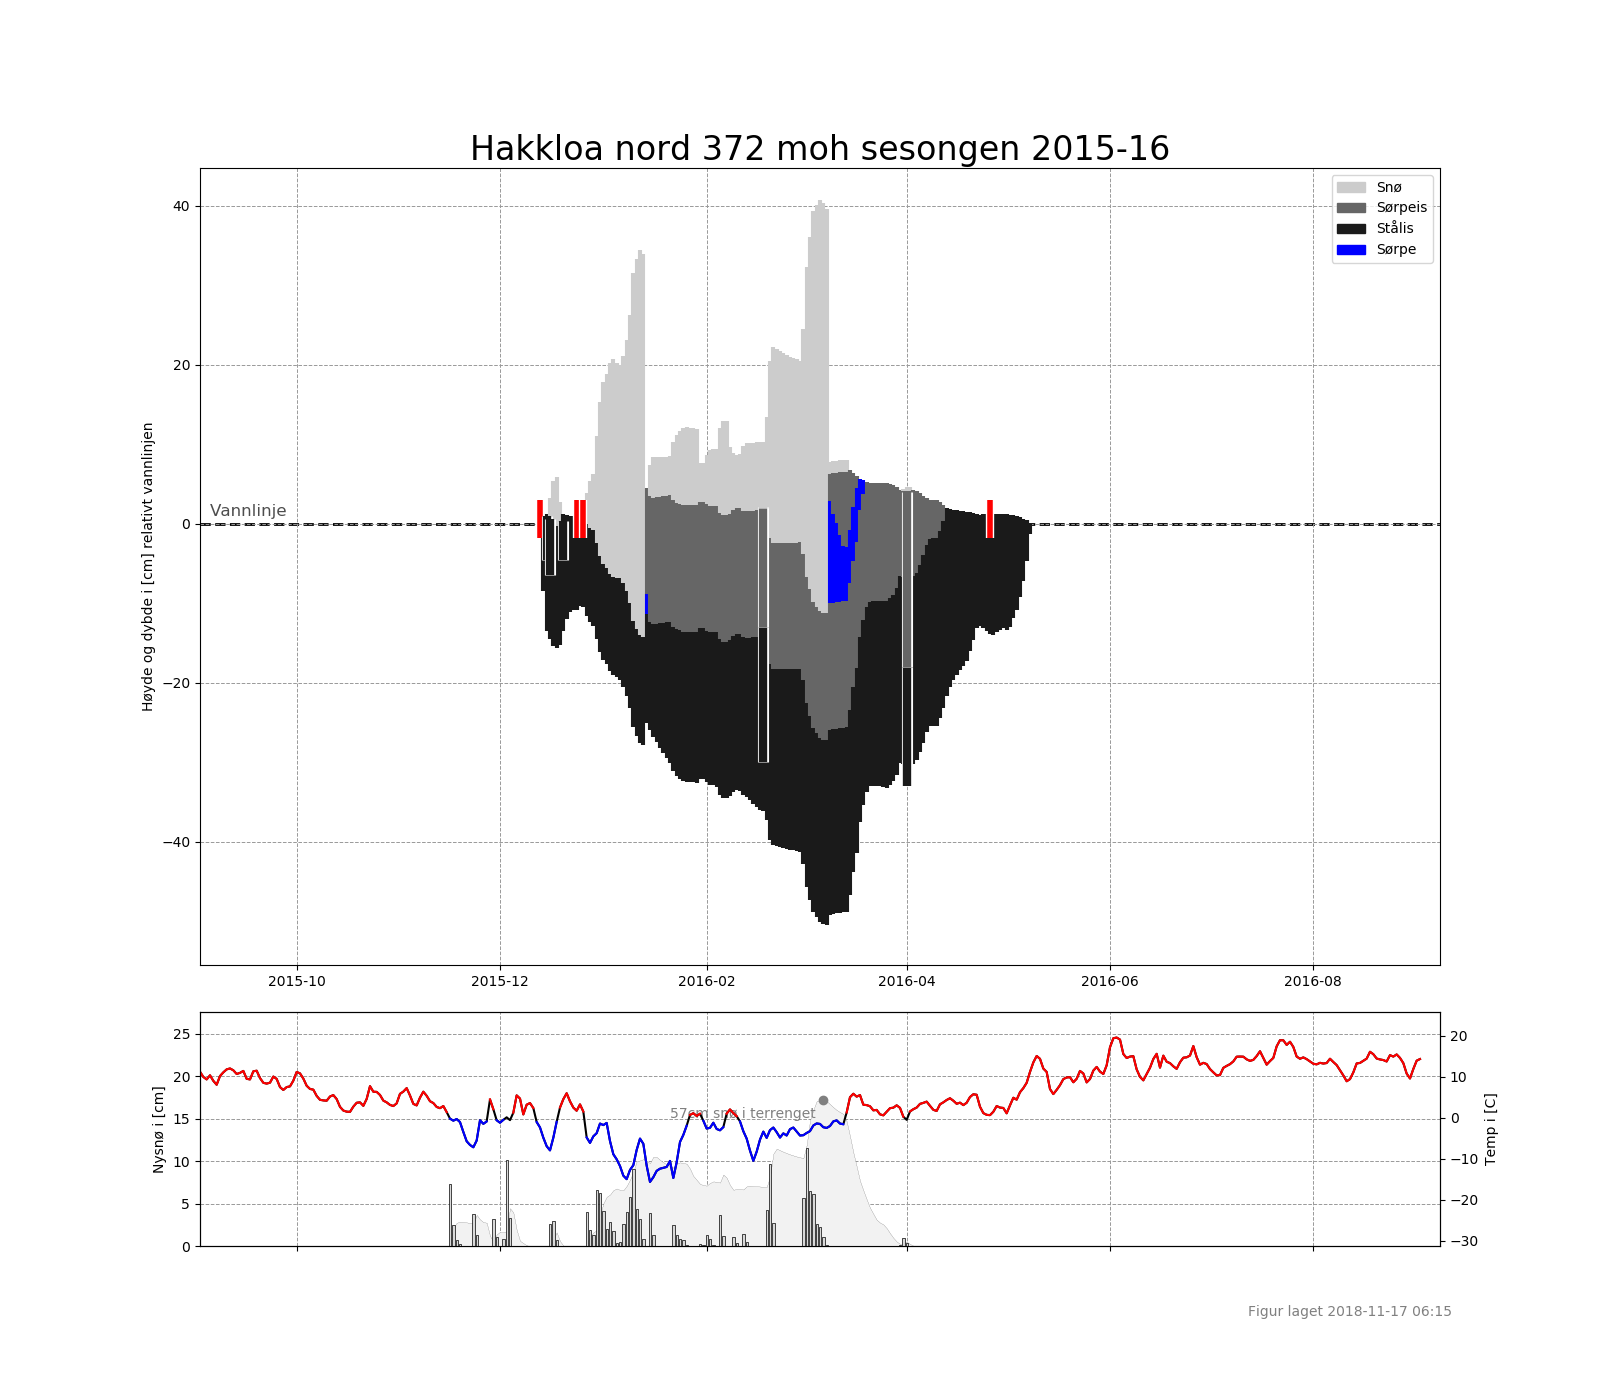 Hakkloa nord 372 moh sesongen 2015-16
Høyde og dybde i [cm] relativt vannlinjen
40
20
0
−20
−40
Vannlinje
Snø
Sørpeis
Stålis
Sørpe
2015-10
2015-12
2016-02
2016-04
2016-06
2016-08
Nysnø i [cm]
25
20
15
10
5
0
57cm snø i terrenget
20
10
0
−10
−20
−30
Temp i [C]
Figur laget 2018-11-17 06:15